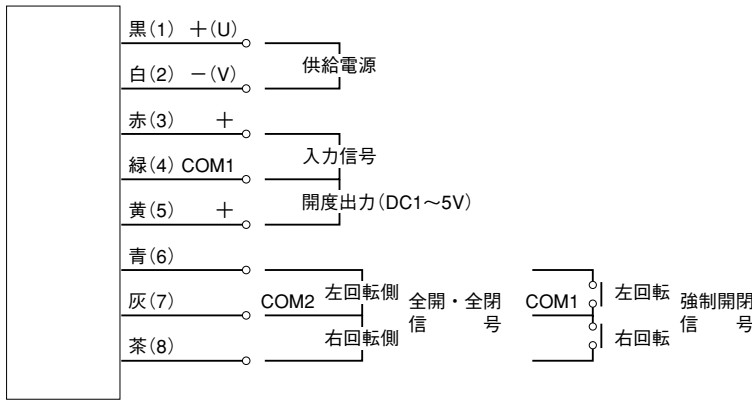 黒(1) +(U)
供給電源
白(2) −(V)
赤(3) +
入力信号
緑(4) COM1
開度出力(DC1～5V)
黄(5) +
青(6)
灰(7) COM2
左回転側
右回転側
全開・全閉
信 号
茶(8)
COM1
左回転
右回転
強制開閉
信 号